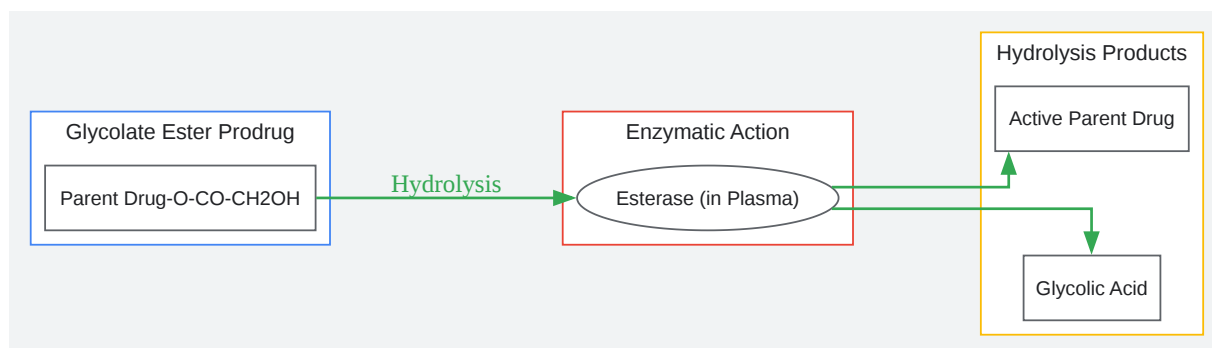 Glycolate Ester Prodrug
Parent Drug-O-CO-CH2OH
Hydrolysis
Enzymatic Action
Esterase (in Plasma)
Hydrolysis Products
Active Parent Drug
Glycolic Acid